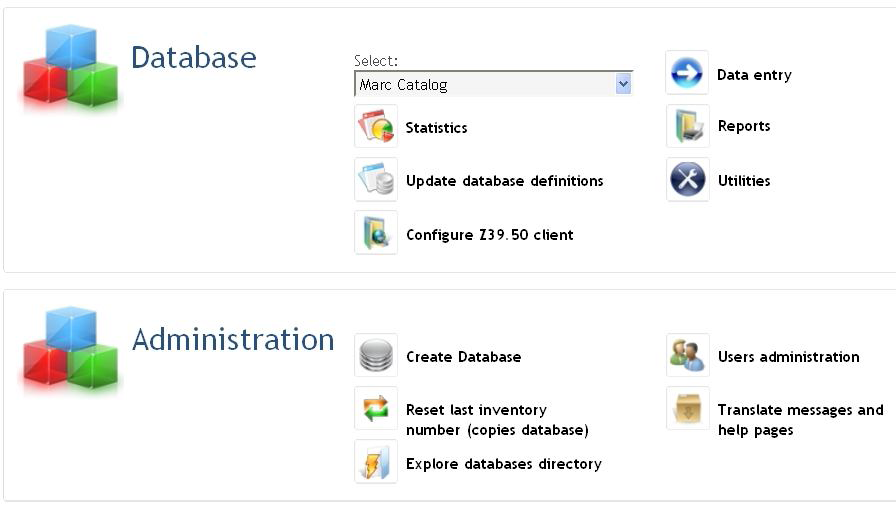 Database
Select:
Marc Catalog
Data entry
Statistics
Reports
Update database definitions
Utilities
Configure Z39.50 client
Administration
Create Database
Users administration
Reset last inventory
number (copies database)
Translate messages and
help pages
Explore databases directory